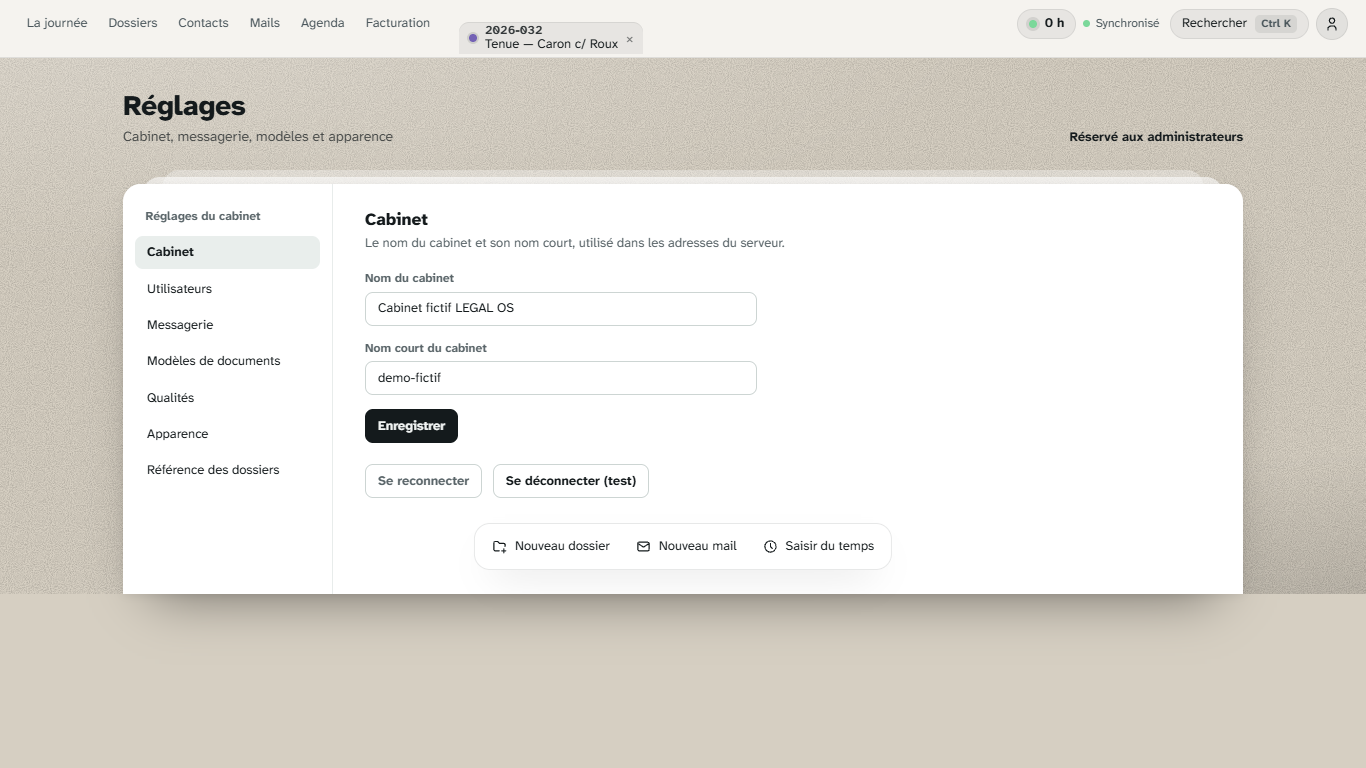 La journée
Dossiers
Contacts
Mails
Agenda
Facturation
2026-032
Tenue — Caron c/ Roux
×
0 h
Synchronisé
Rechercher
Ctrl K
Réglages
Cabinet, messagerie, modèles et apparence
Réservé aux administrateurs
Réglages du cabinet
Cabinet
Utilisateurs
Messagerie
Modèles de documents
Qualités
Apparence
Référence des dossiers
Cabinet
Le nom du cabinet et son nom court, utilisé dans les adresses du serveur.
Nom du cabinet
Cabinet fictif LEGAL OS
Nom court du cabinet
demo-fictif
Enregistrer
Se reconnecter
Se déconnecter (test)
Nouveau dossier
Nouveau mail
Saisir du temps